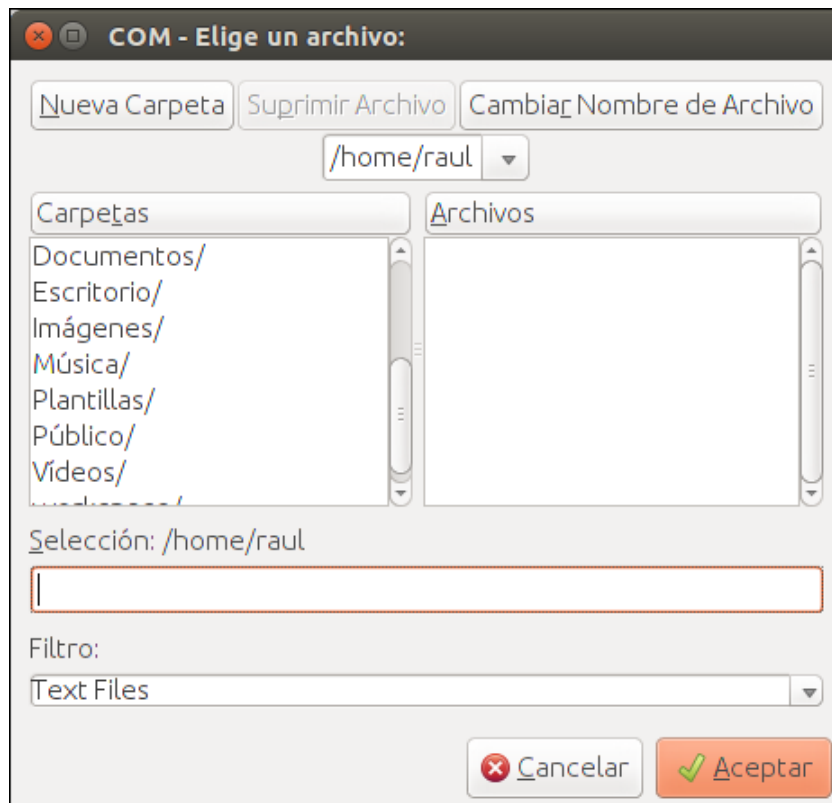 COM - Elige un archivo:
Nueva Carpeta Suprimir Archivo Cambiar Nombre de Archivo
/home/raul
Carpetas Archivos
Documentos/
Escritorio/
Imágenes/
Música/
Plantillas/
Público/
Vídeos/
Selección: /home/raul
Filtro:
Text Files
Cancelar Aceptar